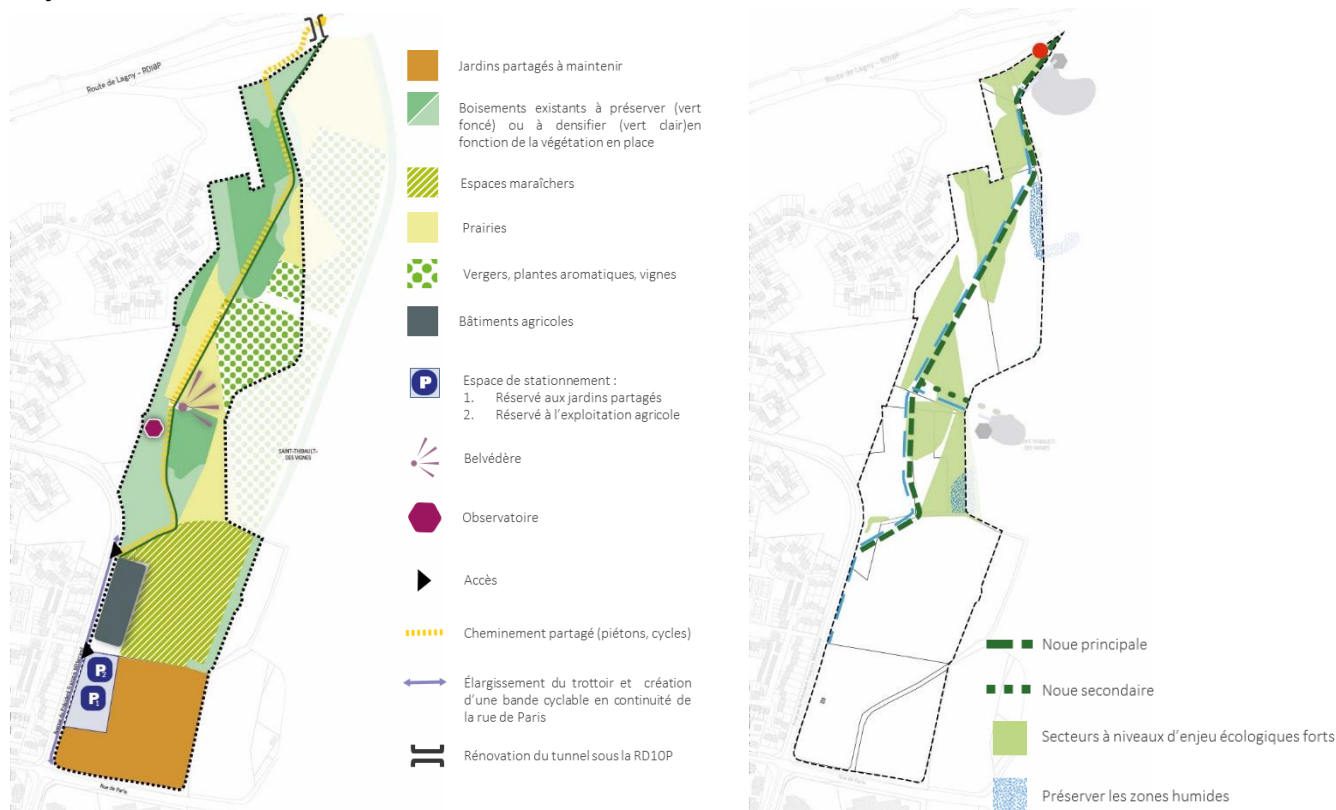 Route de Lagny - RD10P
SAINT-THIBAULT-
DES VIGNES
P2
P1
Rue de Paris
Jardins partagés à maintenir
Boisements existants à préserver (vert
foncé) ou à densifier (vert clair)en
fonction de la végétation en place
Espaces maraîchers
Prairies
Vergers, plantes aromatiques, vignes
Bâtiments agricoles
P
Espace de stationnement :
1. Réservé aux jardins partagés
2. Réservé à l'exploitation agricole
Belvédère
Observatoire
Accès
Cheminement partagé (piétons, cycles)
Élargissement du trottoir et création
d'une bande cyclable en continuité de
la rue de Paris
Rénovation du tunnel sous la RD10P
Route de Lagny - RD10P
SAINT-THIBAULT-
DES VIGNES
Rue de Paris
Noue principale
Noue secondaire
Secteurs à niveaux d'enjeu écologiques forts
Préserver les zones humides